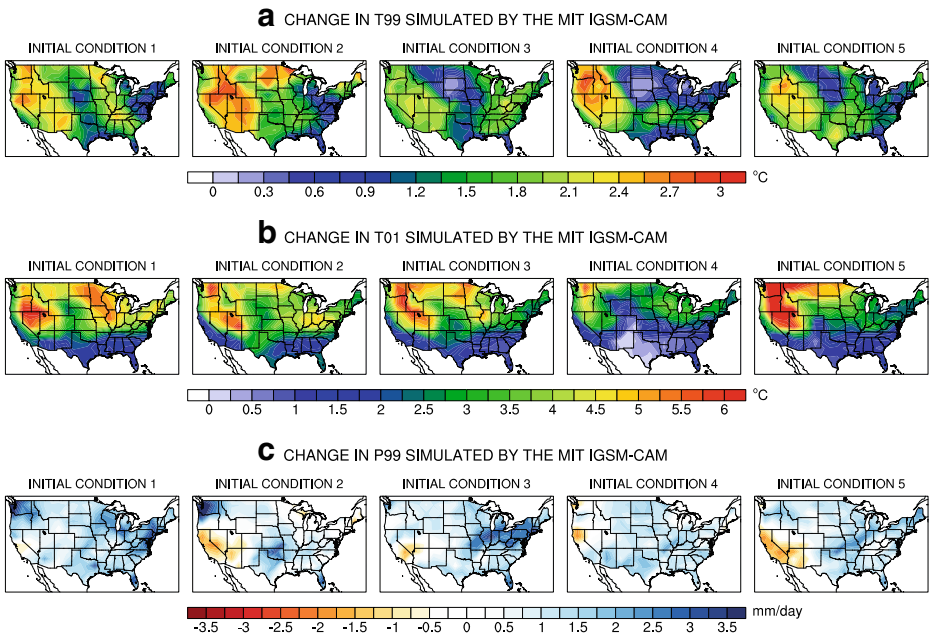 a CHANGE IN T99 SIMULATED BY THE MIT IGSM-CAM
INITIAL CONDITION 1 INITIAL CONDITION 2 INITIAL CONDITION 3 INITIAL CONDITION 4 INITIAL CONDITION 5
0 0.3 0.6 0.9 1.2 1.5 1.8 2.1 2.4 2.7 3 °C
b CHANGE IN T01 SIMULATED BY THE MIT IGSM-CAM
INITIAL CONDITION 1 INITIAL CONDITION 2 INITIAL CONDITION 3 INITIAL CONDITION 4 INITIAL CONDITION 5
0 0.5 1 1.5 2 2.5 3 3.5 4 4.5 5 5.5 6 °C
c CHANGE IN P99 SIMULATED BY THE MIT IGSM-CAM
INITIAL CONDITION 1 INITIAL CONDITION 2 INITIAL CONDITION 3 INITIAL CONDITION 4 INITIAL CONDITION 5
-3.5 -3 -2.5 -2 -1.5 -1 -0.5 0 0.5 1 1.5 2 2.5 3 3.5 mm/day